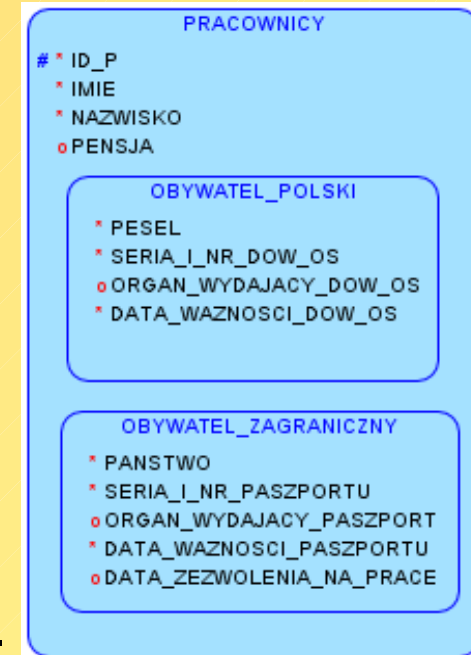 PRACOWNICY
# * ID_P
* IMIE
* NAZWISKO
o PENSJA
OBYWATEL_POLSKI
* PESEL
* SERIA_I_NR_DOW_OS
o ORGAN_WYDAJACY_DOW_OS
* DATA_WAZNOSCI_DOW_OS
OBYWATEL_ZAGRANICZNY
* PANSTWO
* SERIA_I_NR_PASZPORTU
o ORGAN_WYDAJACY_PASZPORT
* DATA_WAZNOSCI_PASZPORTU
o DATA_ZEZWOLENIA_NA_PRACE